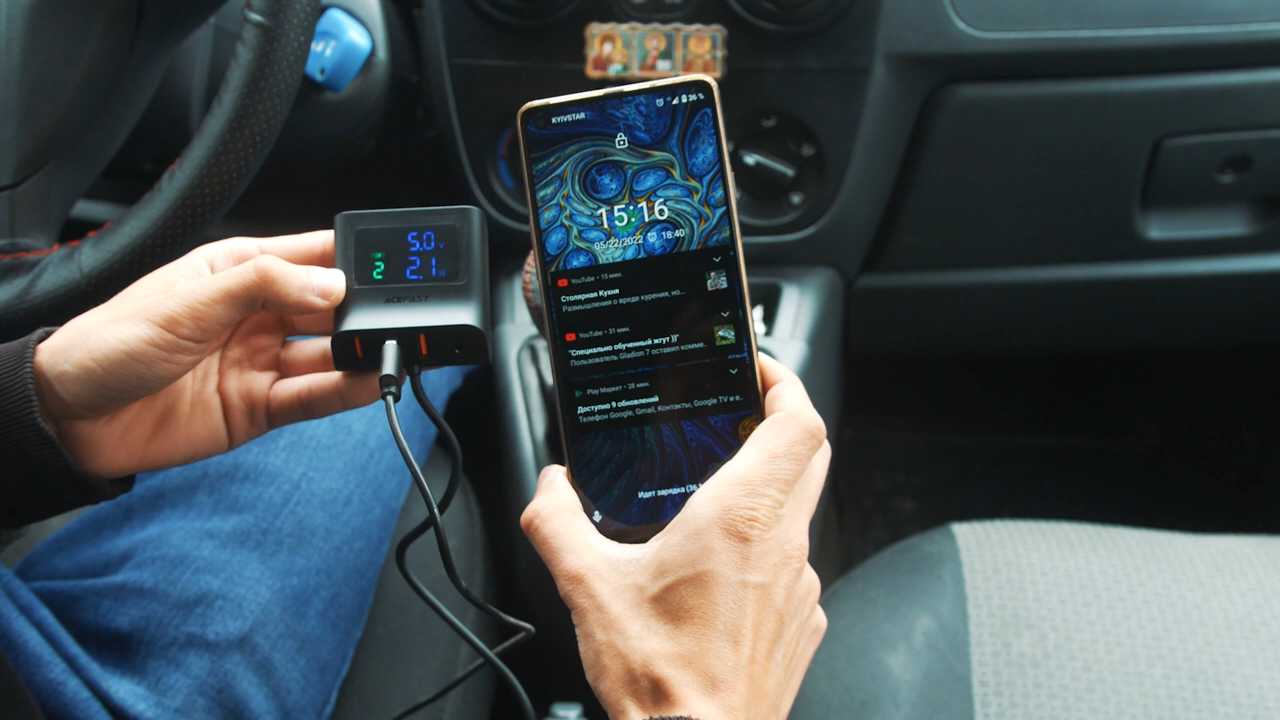 5.0 V
2 2.1
ACEFAST
KYIVSTAR
36 %
15:16
05/22/2022 18:40
YouTube • 15 мин.
Столярная Кухня
Размышления о вреде курения, но...
YouTube • 31 мин.
"Специально обученный жгут ))"
Пользователь Gladion 7 оставил комме..
Play Маркет • 28 мин.
Доступно 9 обновлений
Телефон Google, Gmail, Контакты, Google TV и е..
Идет зарядка (36